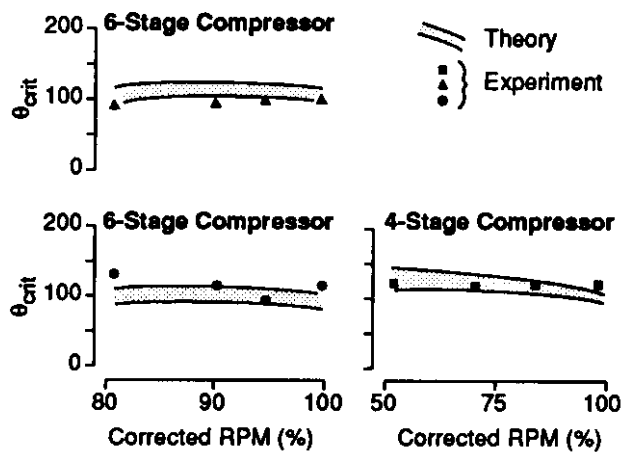 6-Stage Compressor
200
100
0
θcrit
Theory
Experiment
6-Stage Compressor
200
100
0
θcrit
80 90 100
Corrected RPM (%)
4-Stage Compressor
50 75 100
Corrected RPM (%)